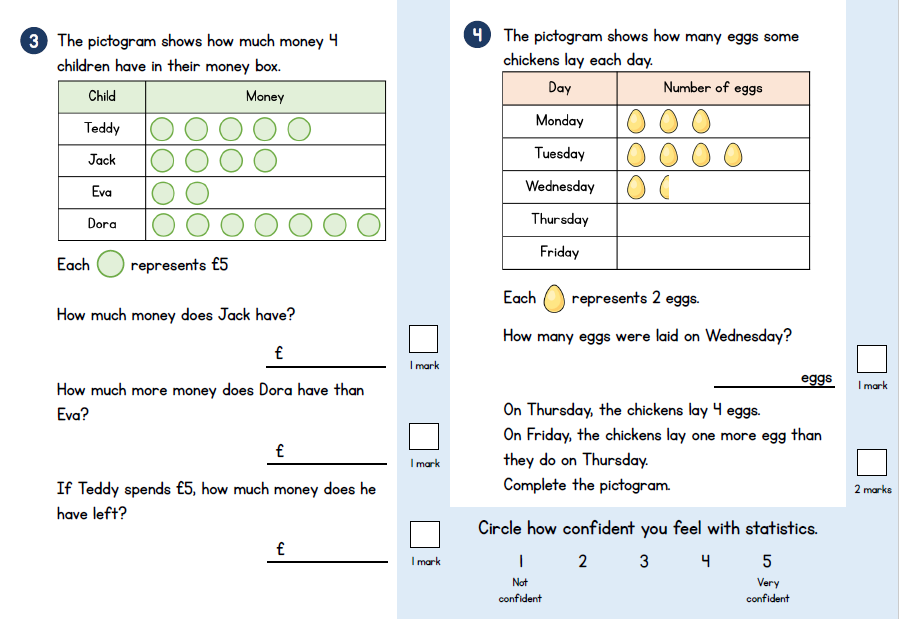 3
The pictogram shows how much money 4
children have in their money box.
Child Money
Teddy
Jack
Eva
Dora
Each represents £5
How much money does Jack have?
£
1 mark
How much more money does Dora have than
Eva?
£
1 mark
If Teddy spends £5, how much money does he
have left?
£
1 mark
4
The pictogram shows how many eggs some
chickens lay each day.
Day Number of eggs
Monday
Tuesday
Wednesday
Thursday
Friday
Each represents 2 eggs.
How many eggs were laid on Wednesday?
eggs
1 mark
On Thursday, the chickens lay 4 eggs.
On Friday, the chickens lay one more egg than
they do on Thursday.
Complete the pictogram.
2 marks
Circle how confident you feel with statistics.
1 2 3 4 5
Not Very
confident confident